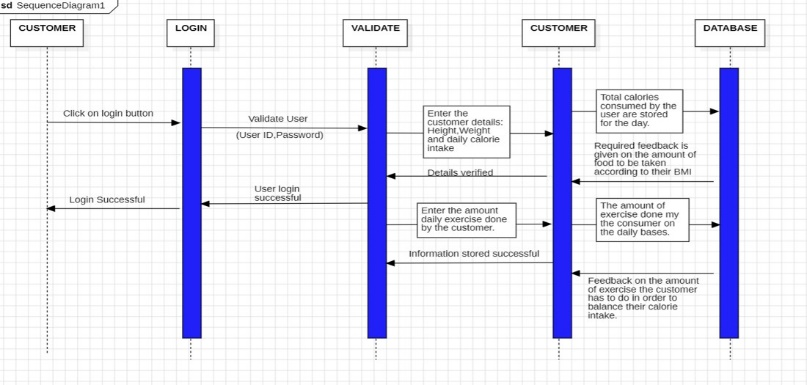 sd SequenceDiagram1
CUSTOMER
LOGIN
VALIDATE
CUSTOMER
DATABASE
Click on login button
Validate User
(User ID,Password)
Enter the
customer details:
Height,Weight
and daily calorie
intake
Total calories
consumed by the
user are stored
for the day.
Required feedback is
given on the amount of
food to be taken
according to their BMI
Details verified
User login
successful
Login Successful
Enter the amount
daily exercise done
by the customer.
The amount of
exercise done my
the consumer on
the daily bases.
Information stored successful
Feedback on the amount
of exercise the customer
has to do in order to
balance their calorie
intake.